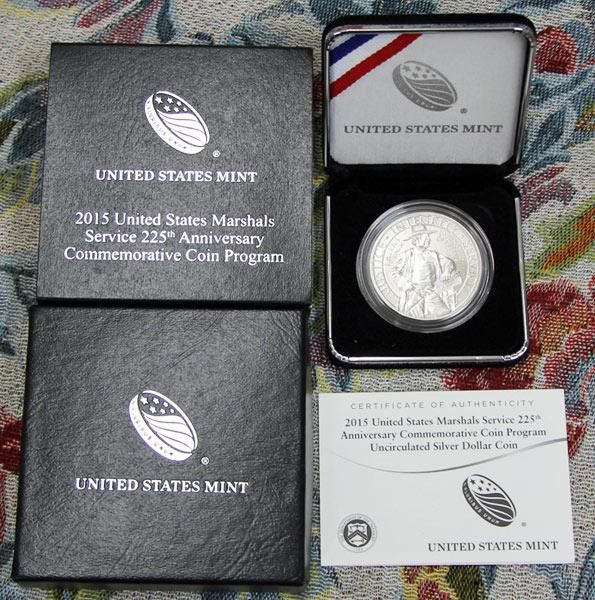 UNITED STATES MINT
2015 United States Marshals
Service 225th Anniversary
Commemorative Coin Program
UNITED STATES MINT
UNITED STATES MINT
CERTIFICATE OF AUTHENTICITY
2015 United States Marshals Service 225th
Anniversary Commemorative Coin Program
Uncirculated Silver Dollar Coin
UNITED STATES MINT